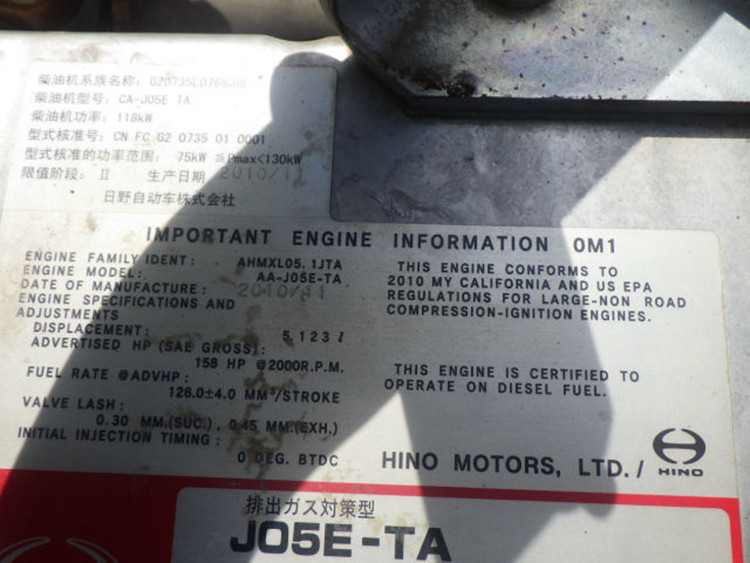 柴油机系族名称: G20735L0768JRE
柴油机型号: CA-J05E TA
柴油机功率: 118kW
型式核准号: CN FC G2 0735 01 0001
型式核准的功率范围: 75kW ≦Pmax<130kW
限值阶段: II 生产日期 2010/11
日野自动车株式会社
IMPORTANT ENGINE INFORMATION OM1
ENGINE FAMILY IDENT: AHMXL05.1JTA
ENGINE MODEL: AA-J05E-TA
DATE OF MANUFACTURE: 2010/11
ENGINE SPECIFICATIONS AND
ADJUSTMENTS
DISPLACEMENT: 5.123 l
ADVERTISED HP (SAE GROSS):
158 HP @2000R.P.M.
FUEL RATE @ADVHP:
126.0±4.0 MM³/STROKE
VALVE LASH:
0.30 MM.(SUC.), 0.45 MM.(EXH.)
INITIAL INJECTION TIMING:
0 DEG. BTDC
THIS ENGINE CONFORMS TO
2010 MY CALIFORNIA AND US EPA
REGULATIONS FOR LARGE-NON ROAD
COMPRESSION-IGNITION ENGINES.
THIS ENGINE IS CERTIFIED TO
OPERATE ON DIESEL FUEL.
HINO MOTORS, LTD./
HINO
排出ガス対策型
J05E-TA